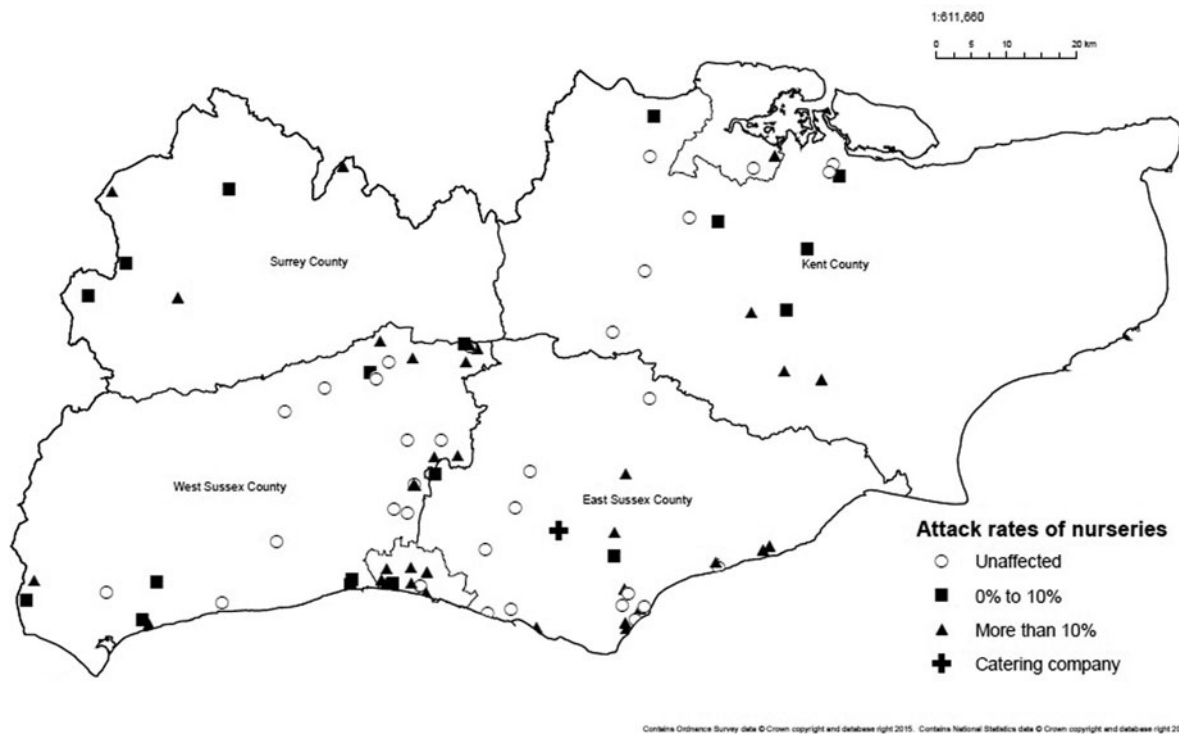 1:611,660
0 5 10 20 km
Surrey County
Kent County
West Sussex County
East Sussex County
Attack rates of nurseries
Unaffected
0% to 10%
More than 10%
Catering company
Contains Ordnance Survey data © Crown copyright and database right 2015. Contains National Statistics data © Crown copyright and database right 20